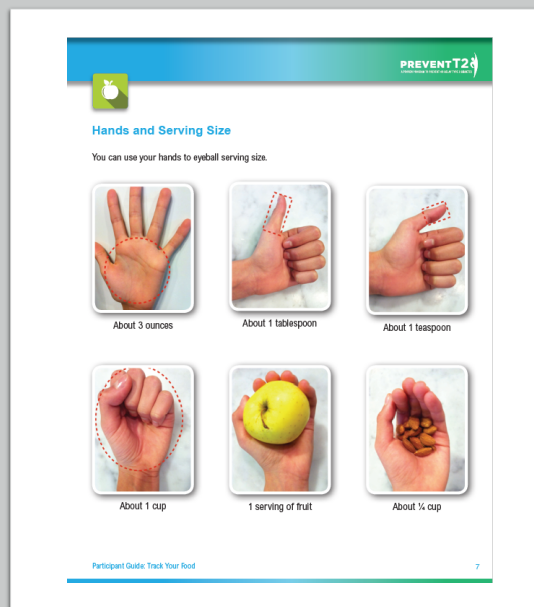 PREVENT T2
Hands and Serving Size
You can use your hands to eyeball serving size.
About 3 ounces
About 1 tablespoon
About 1 teaspoon
About 1 cup
1 serving of fruit
About ¼ cup
Participant Guide: Track Your Food
7